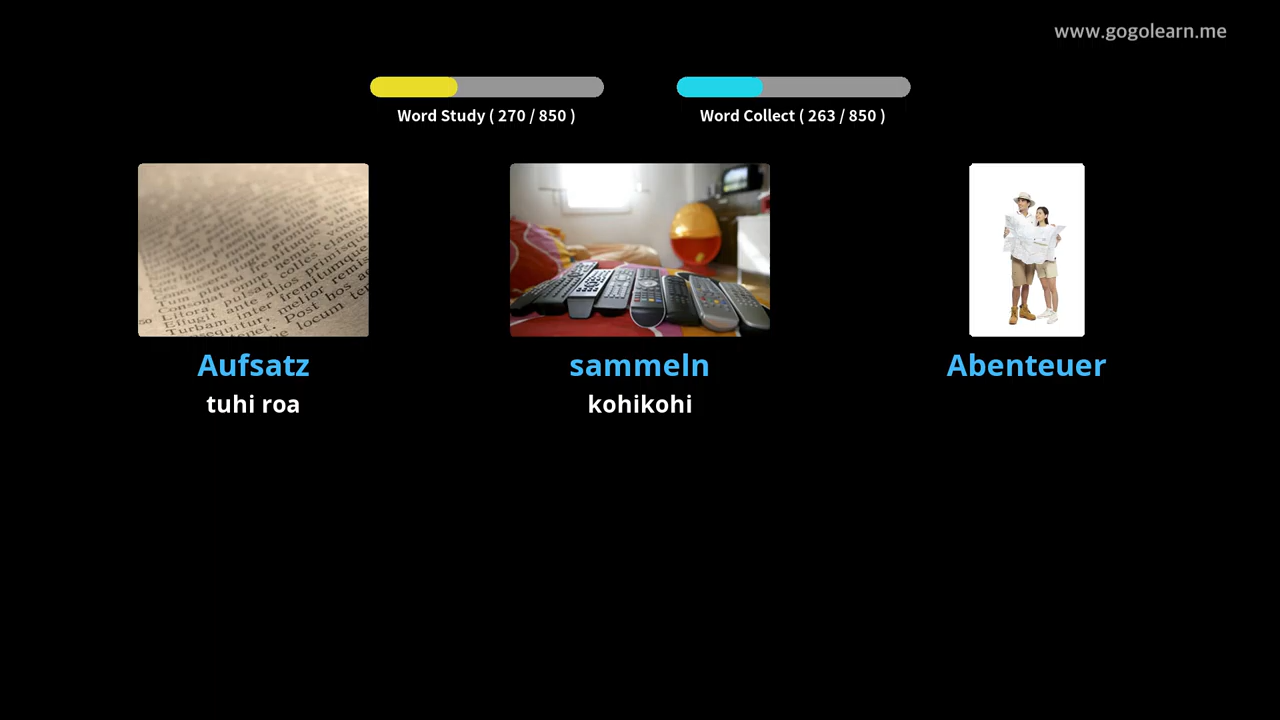 www.gogolearn.me
Word Study ( 270 / 850 )
Word Collect ( 263 / 850 )
Aufsatz
tuhi roa
sammeln
kohikohi
Abenteuer